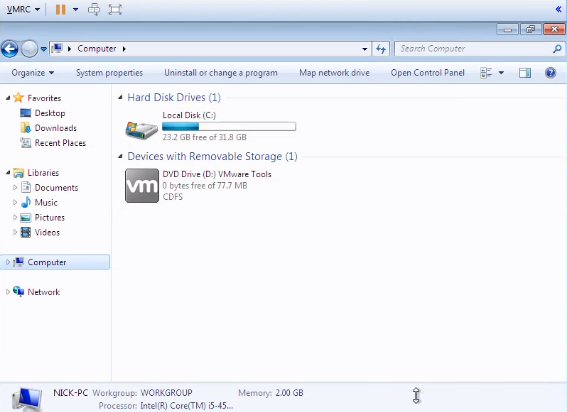 VMRC
«
Computer
Search Computer
Organize System properties Uninstall or change a program Map network drive Open Control Panel
Favorites
Desktop
Downloads
Recent Places
Libraries
Documents
Music
Pictures
Videos
Computer
Network
Hard Disk Drives (1)
Local Disk (C:)
23.2 GB free of 31.8 GB
Devices with Removable Storage (1)
vm
DVD Drive (D:) VMware Tools
0 bytes free of 77.7 MB
CDFS
NICK-PC Workgroup: WORKGROUP Memory: 2.00 GB
Processor: Intel(R) Core(TM) i5-45...